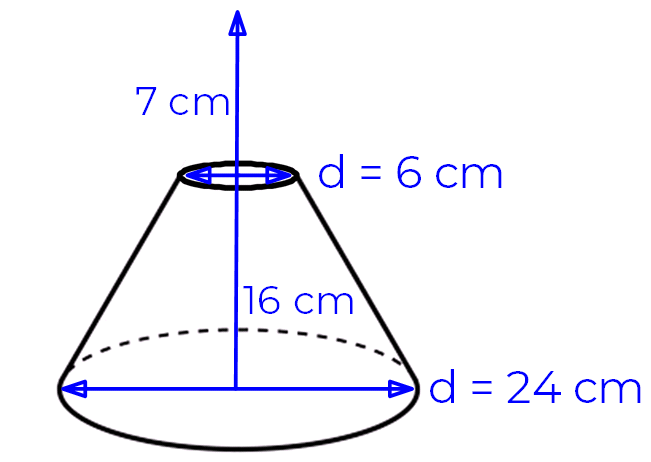 7 cm
d = 6 cm
16 cm
d = 24 cm